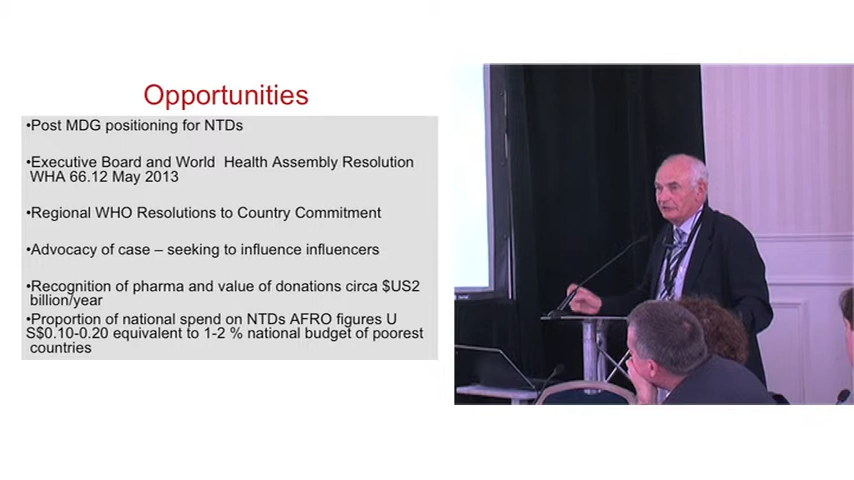 Opportunities
•Post MDG positioning for NTDs
•Executive Board and World Health Assembly Resolution
WHA 66.12 May 2013
•Regional WHO Resolutions to Country Commitment
•Advocacy of case – seeking to influence influencers
•Recognition of pharma and value of donations circa $US2
billion/year
•Proportion of national spend on NTDs AFRO figures U
S$0.10-0.20 equivalent to 1-2 % national budget of poorest
countries